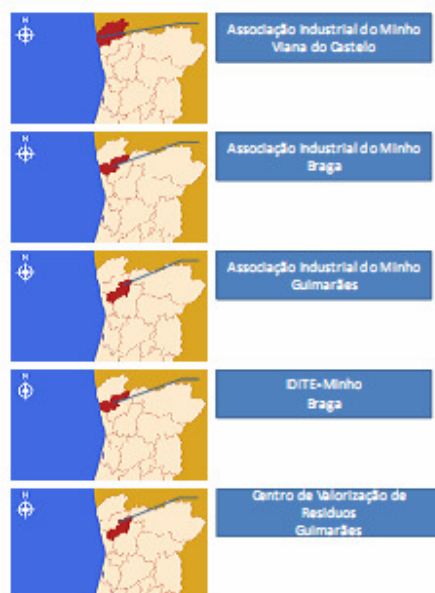 N
Associação Industrial do Minho
Viana do Castelo
N
Associação Industrial do Minho
Braga
N
Associação Industrial do Minho
Guimarães
N
IDITE-Minho
Braga
N
Centro de Valorização de
Resíduos
Guimarães